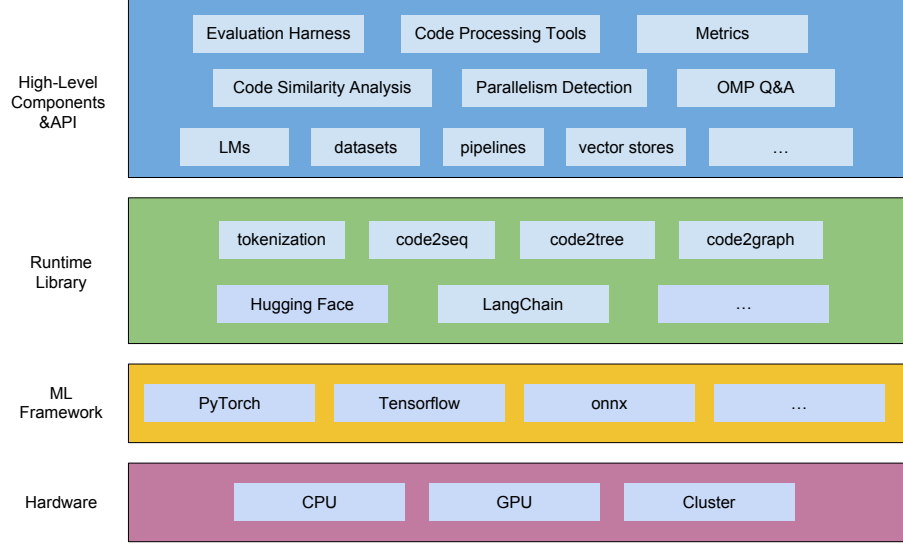 High-Level
Components
&API
Evaluation Harness
Code Processing Tools
Metrics
Code Similarity Analysis
Parallelism Detection
OMP Q&A
LMs
datasets
pipelines
vector stores
...
Runtime
Library
tokenization
code2seq
code2tree
code2graph
Hugging Face
LangChain
...
ML
Framework
PyTorch
Tensorflow
onnx
...
Hardware
CPU
GPU
Cluster